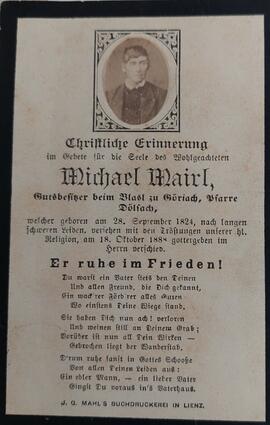 Christliche Erinnerung
im Gebete für die Seele des Wohlgeachteten
Michael Mairl,
Gutsbesitzer beim Blasl zu Göriach, Pfarre
Dölsach,
welcher geboren am 28. September 1824, nach langen
schweren Leiden, versehen mit den Tröstungen unserer hl.
Religion, am 18. Oktober 1888 gottergeben im
Herrn verschied.
Er ruhe im Frieden!
Du warst ein Vater stets den Deinen
Und allen Freund, die Dich gekannt,
Ein wack'rer Förd'rer alles Guten
Wo einstens Deine Wiege stand,
Sie haben Dich nun ach! verloren
Und weinen still an Deinem Grab;
Vorüber ist nun all Dein Wirken —
Gebrochen liegt der Wanderstab.
D'rum ruhe sanft in Gottes Schooße
Von allen Deinen Leiden aus:
Ein edler Mann, — ein lieber Vater
Gingst Du voraus in's Vaterhaus.
J. G. MAHL'S BUCHDRUCKEREI IN LIENZ.